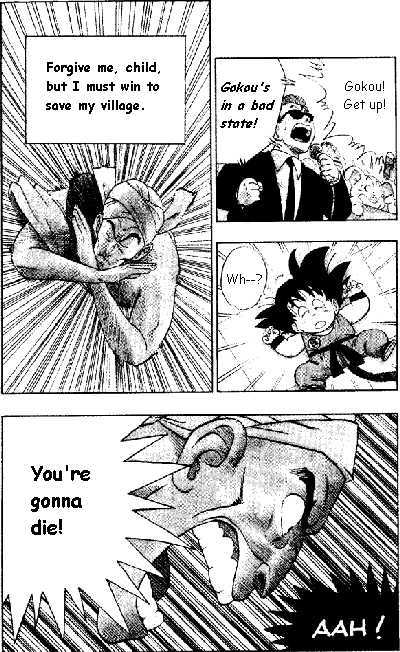 Forgive me, child,
but I must win to
save my village.
Gokou's
in a bad
state!
Gokou!
Get up!
Wh--?
You're
gonna
die!
AAH!